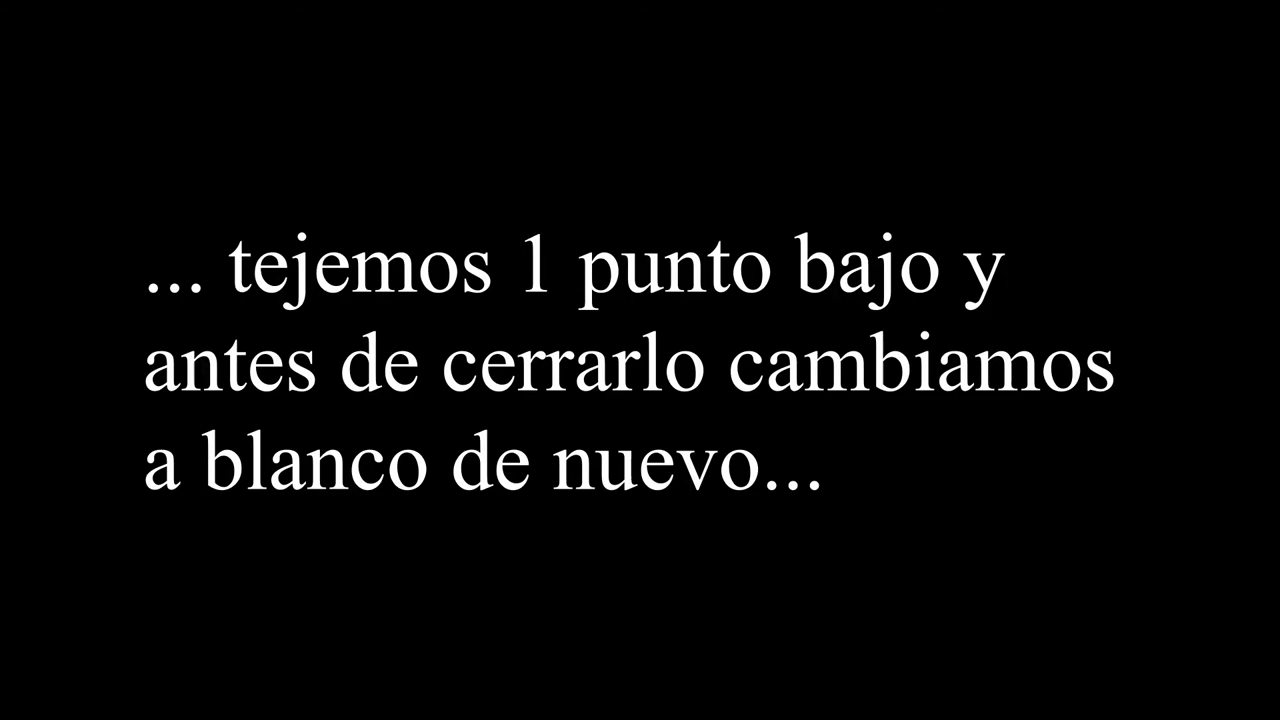 ... tejemos 1 punto bajo y
antes de cerrarlo cambiamos
a blanco de nuevo...